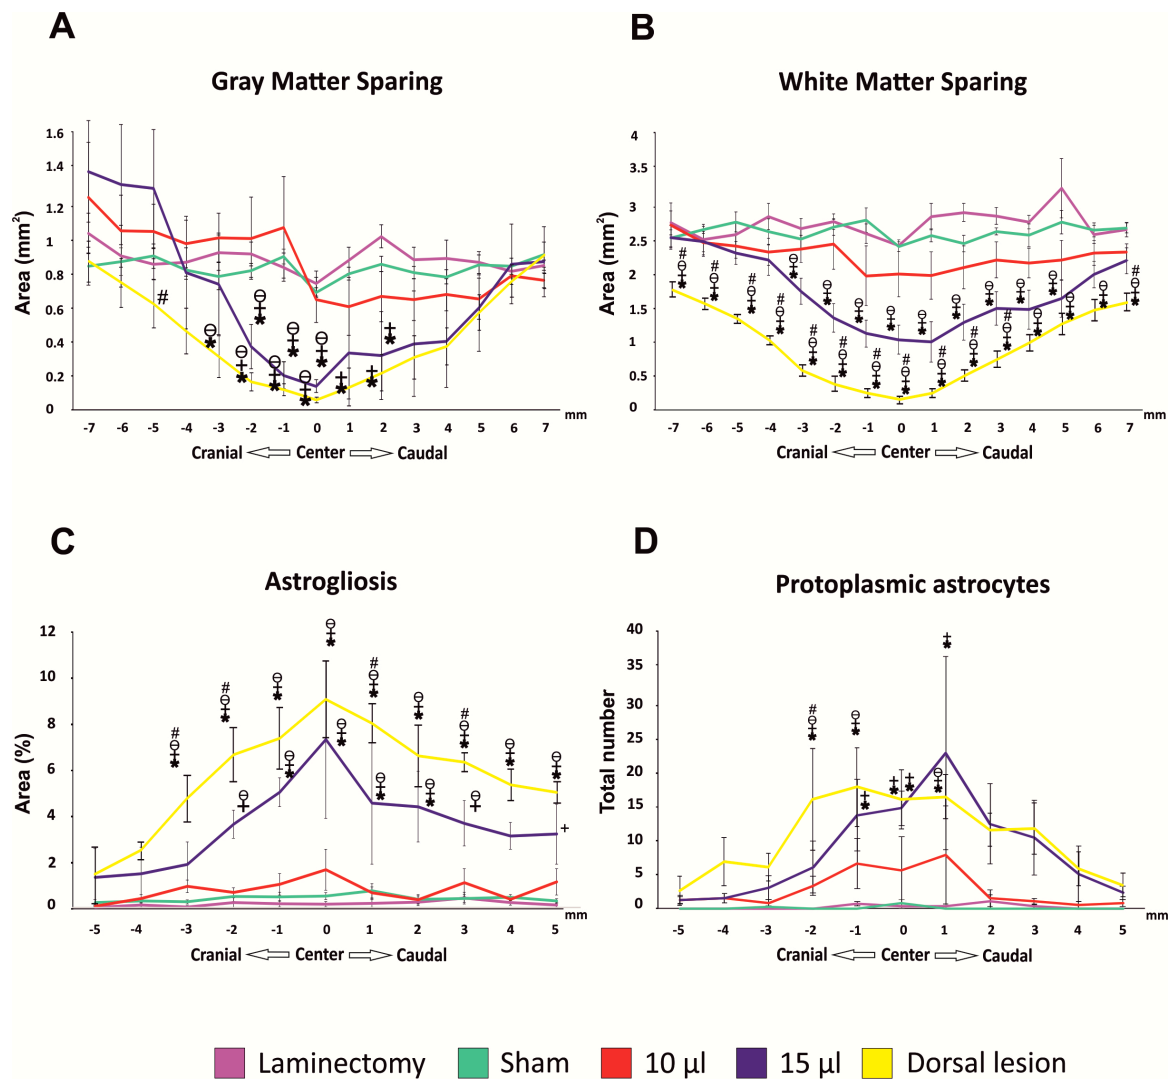 A
Gray Matter Sparing
Area (mm²)
1.6
1.4
1.2
1
0.8
0.6
0.4
0.2
0
-7 -6 -5 -4 -3 -2 -1 0 1 2 3 4 5 6 7
mm
Cranial Center Caudal
B
White Matter Sparing
Area (mm²)
4
3.5
3
2.5
2
1.5
1
0.5
0
-7 -6 -5 -4 -3 -2 -1 0 1 2 3 4 5 6 7
mm
Cranial Center Caudal
C
Astrogliosis
Area (%)
12
10
8
6
4
2
0
-5 -4 -3 -2 -1 0 1 2 3 4 5
mm
Cranial Center Caudal
D
Protoplasmic astrocytes
Total number
40
35
30
25
20
15
10
5
0
-5 -4 -3 -2 -1 0 1 2 3 4 5
mm
Cranial Center Caudal
Laminectomy Sham 10 µl 15 µl Dorsal lesion